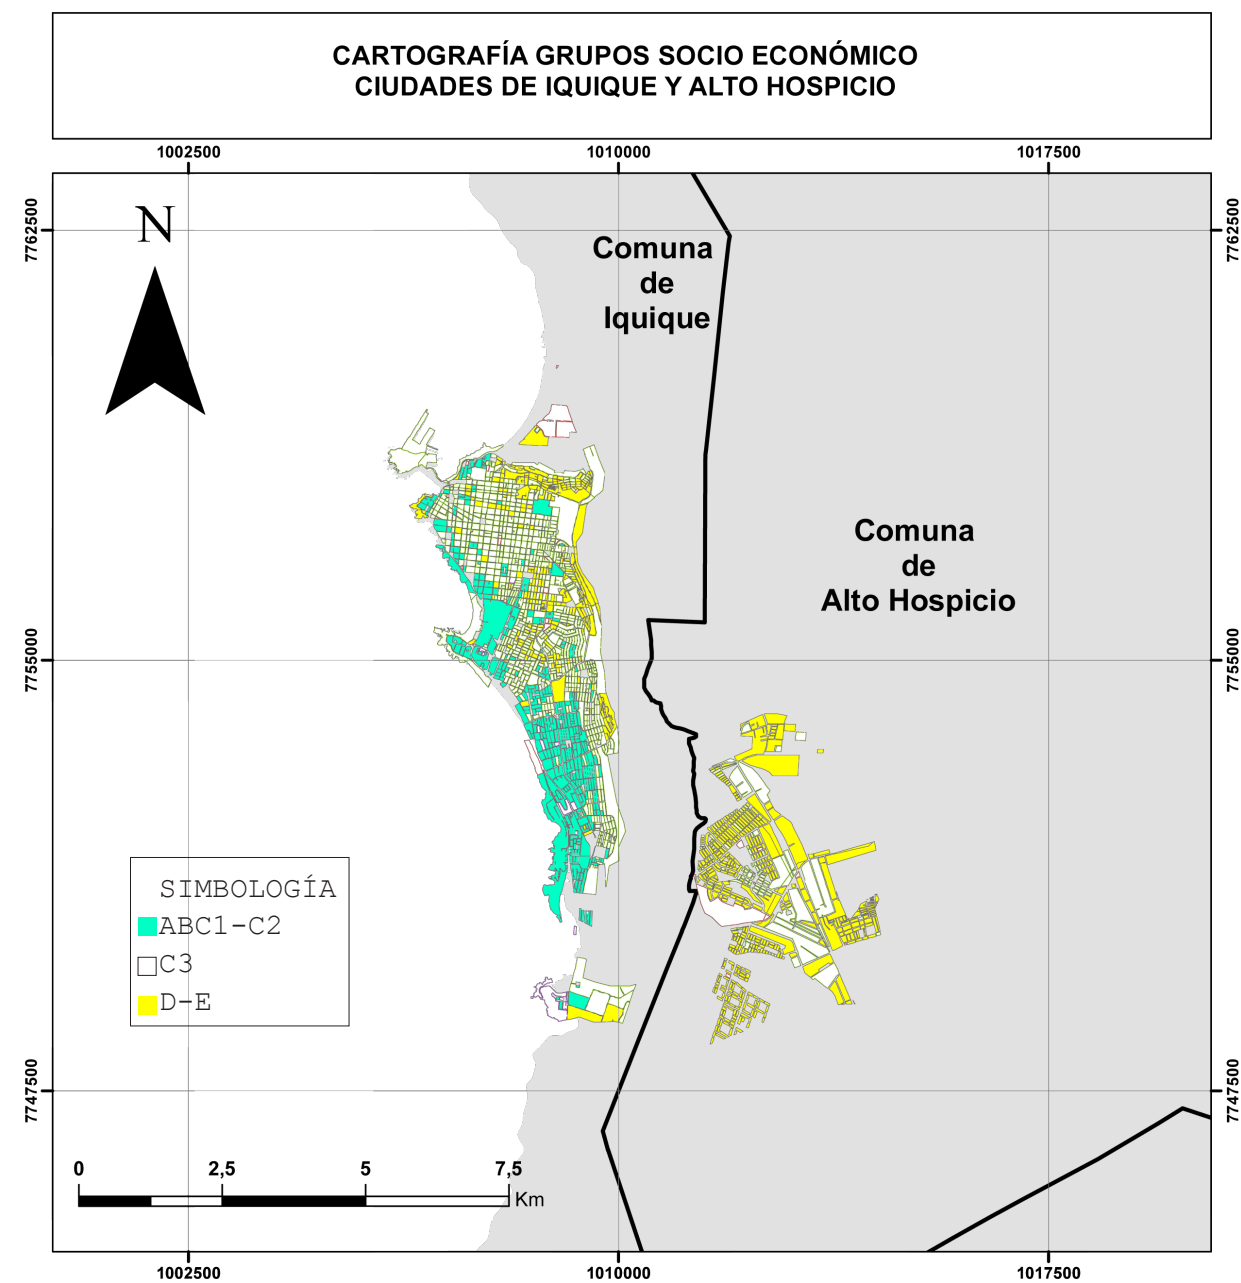 CARTOGRAFÍA GRUPOS SOCIO ECONÓMICO
CIUDADES DE IQUIQUE Y ALTO HOSPICIO
1002500
1010000
1017500
7762500
7762500
N
Comuna
de
Iquique
Comuna
de
Alto Hospicio
7755000
7755000
SIMBOLOGÍA
ABC1-C2
C3
D-E
7747500
7747500
0
2,5
5
7,5
Km
1002500
1010000
1017500